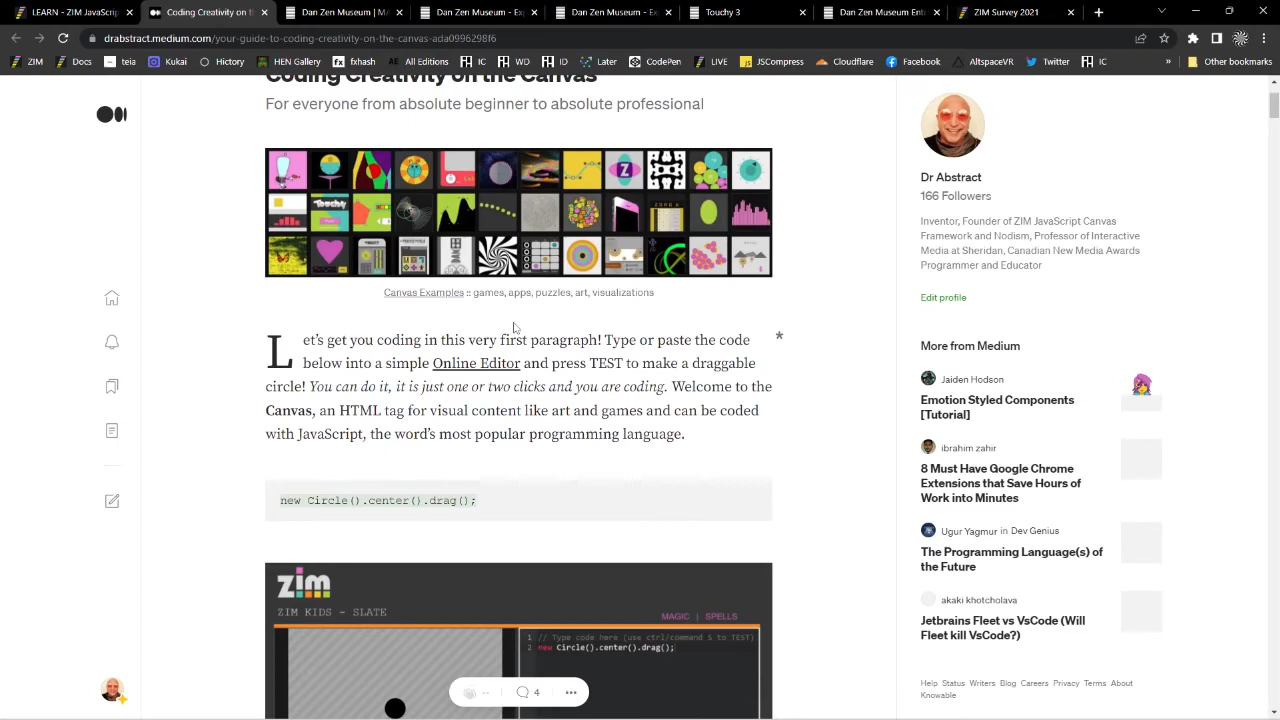 LEARN - ZIM JavaScript Ca
Coding Creativity on the Canvas
Dan Zen Museum | MA
Dan Zen Museum - Exp
Dan Zen Museum - Exp
Touchy 3
Dan Zen Museum Ent
ZIM Survey 2021
drabstract.medium.com/your-guide-to-coding-creativity-on-the-canvas-ada0996298f6
ZIM
Docs
teia
Kukai
Hictory
HEN Gallery
fxhash
All Editions
IC
WD
ID
Later
CodePen
LIVE
JSCompress
Cloudflare
Facebook
AltspaceVR
Twitter
IC
»
Other bookmarks
Coding Creativity on the Canvas
For everyone from absolute beginner to absolute professional
Canvas Examples :: games, apps, puzzles, art, visualizations
Let's get you coding in this very first paragraph! Type or paste the code
below into a simple Online Editor and press TEST to make a draggable
circle! You can do it, it is just one or two clicks and you are coding. Welcome to the
Canvas, an HTML tag for visual content like art and games and can be coded
with JavaScript, the word's most popular programming language.
*
new Circle().center().drag();
zim
ZIM KIDS - SLATE
MAGIC | SPELLS
1 // Type code here (use ctrl/command S to TEST)
2 new Circle().center().drag();
--
4
Dr Abstract
166 Followers
Inventor, Founder of ZIM JavaScript Canvas
Framework and Nodism, Professor of Interactive
Media at Sheridan, Canadian New Media Awards
Programmer and Educator
Edit profile
More from Medium
Jaiden Hodson
Emotion Styled Components
[Tutorial]
ibrahim zahir
8 Must Have Google Chrome
Extensions that Save Hours of
Work into Minutes
Ugur Yagmur in Dev Genius
The Programming Language(s) of
the Future
akaki khotcholava
Jetbrains Fleet vs VsCode (Will
Fleet kill VsCode?)
Help Status Writers Blog Careers Privacy Terms About
Knowable